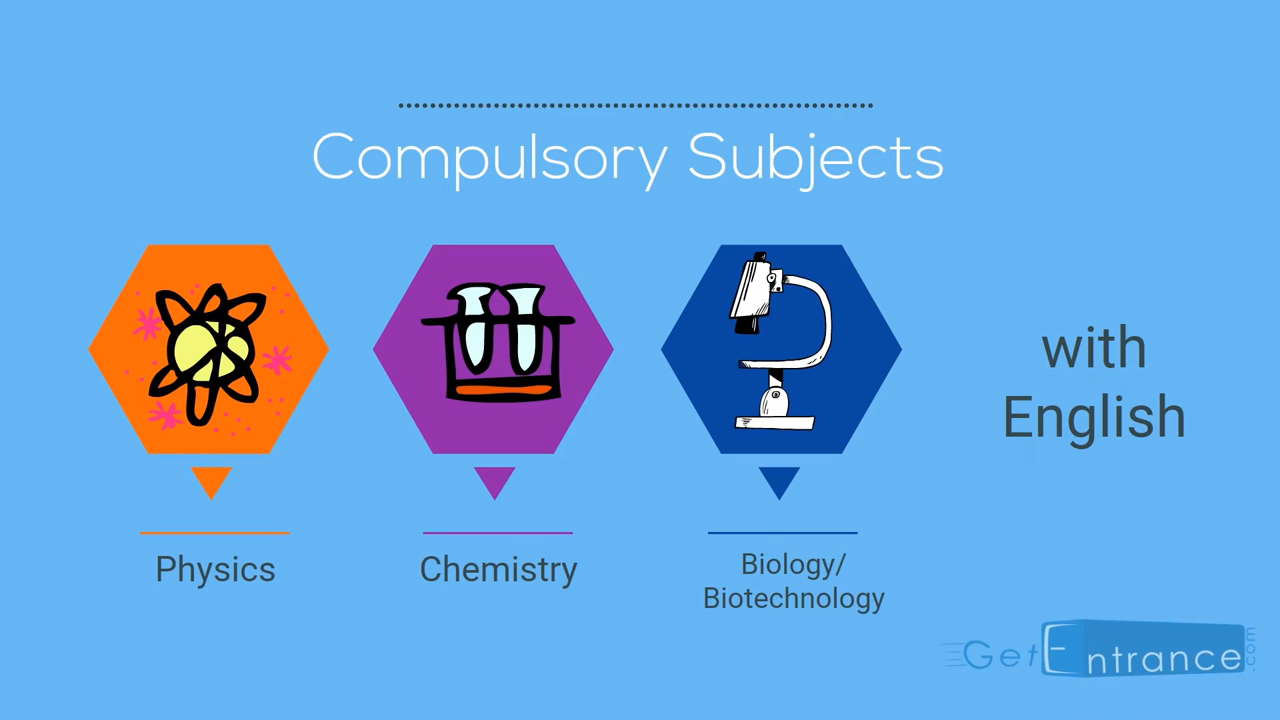 Compulsory Subjects
with
English
Physics
Chemistry
Biology/
Biotechnology
GetEntrance.com